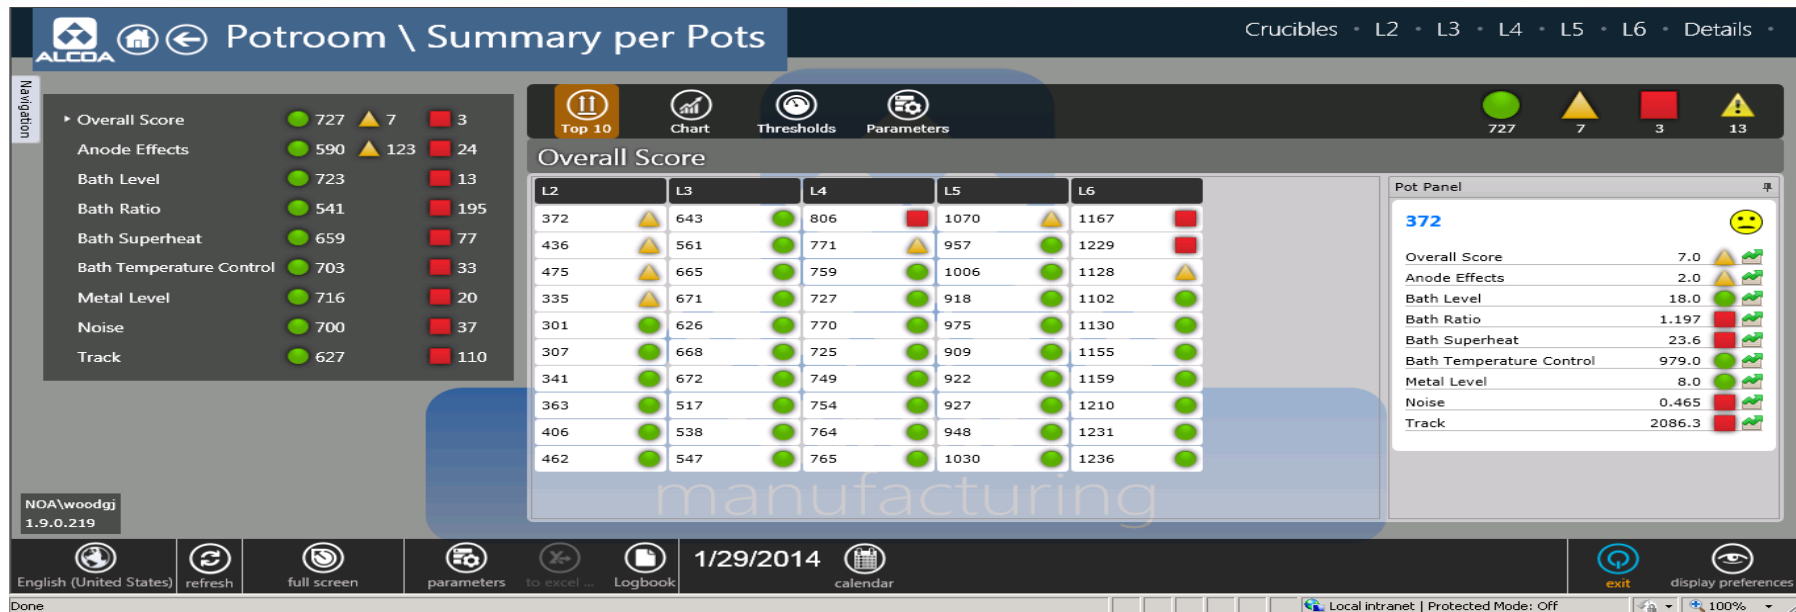 ALCOA
Potroom \ Summary per Pots
Crucibles • L2 • L3 • L4 • L5 • L6 • Details •
Navigation
Overall Score 727 7 3
Anode Effects 590 123 24
Bath Level 723 13
Bath Ratio 541 195
Bath Superheat 659 77
Bath Temperature Control 703 33
Metal Level 716 20
Noise 700 37
Track 627 110
Top 10 Chart Thresholds Parameters
727 7 3 13
Overall Score
L2 L3 L4 L5 L6
372 643 806 1070 1167
436 561 771 957 1229
475 665 759 1006 1128
335 671 727 918 1102
301 626 770 975 1130
307 668 725 909 1155
341 672 749 922 1159
363 517 754 927 1210
406 538 764 948 1231
462 547 765 1030 1236
manufacturing
Pot Panel
372
Overall Score 7.0
Anode Effects 2.0
Bath Level 18.0
Bath Ratio 1.197
Bath Superheat 23.6
Bath Temperature Control 979.0
Metal Level 8.0
Noise 0.465
Track 2086.3
NOA\woodgj
1.9.0.219
English (United States) refresh full screen parameters to excel ... Logbook 1/29/2014 calendar exit display preferences
Done Local intranet | Protected Mode: Off 100%